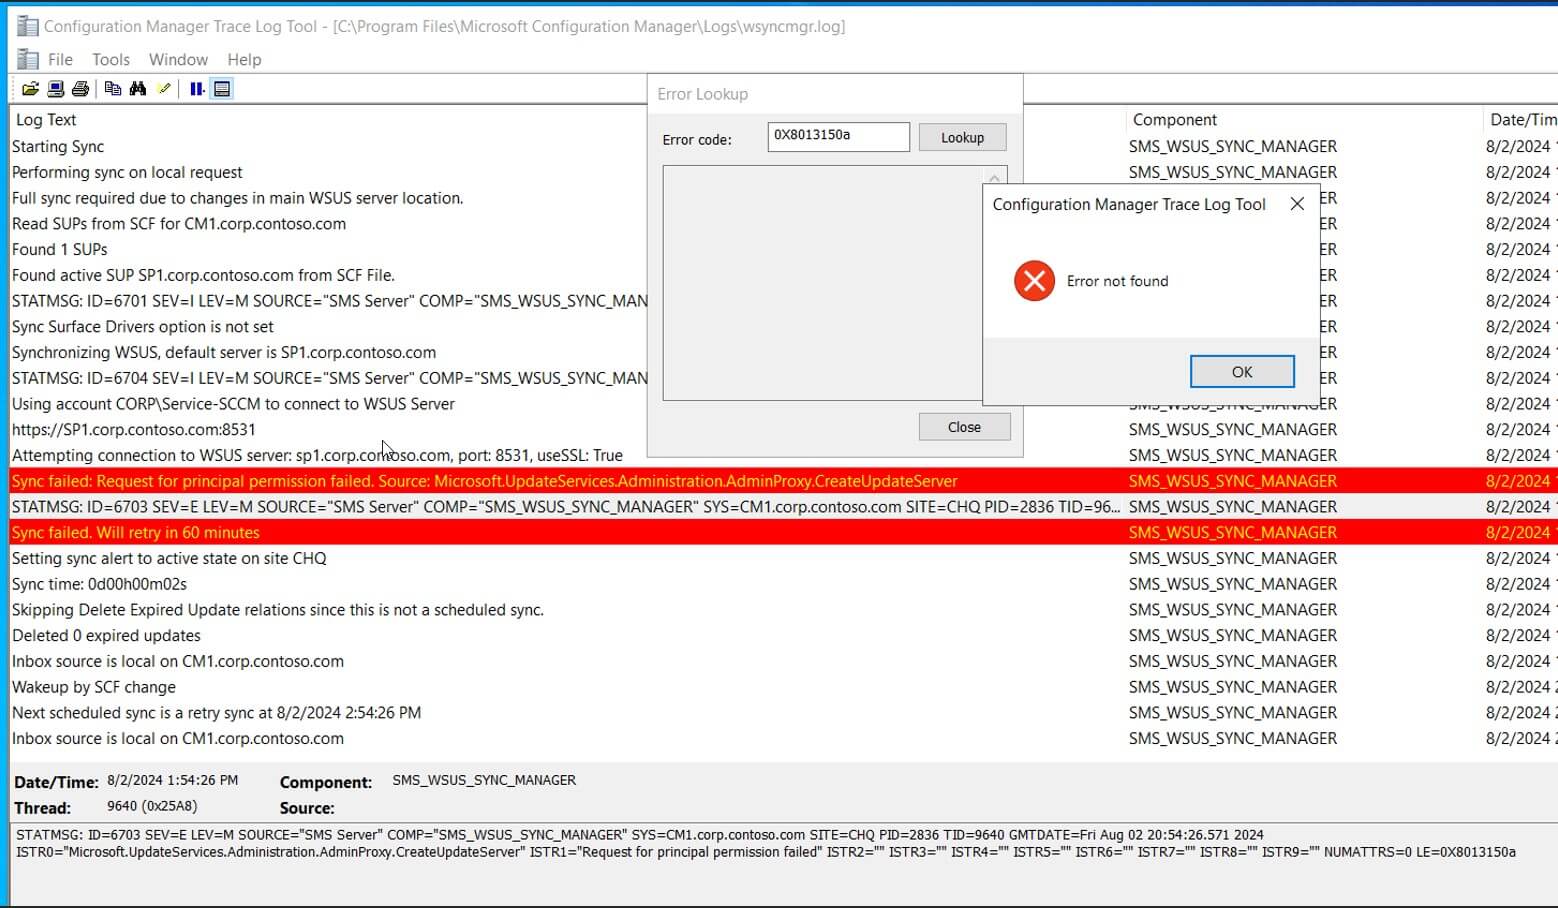 Configuration Manager Trace Log Tool - [C:\Program Files\Microsoft Configuration Manager\Logs\wsyncmgr.log]
File Tools Window Help
Error Lookup
Error code: 0X8013150a Lookup
Close
Configuration Manager Trace Log Tool
Error not found
OK
Log Text Component Date/Tim
Starting Sync SMS_WSUS_SYNC_MANAGER 8/2/2024
Performing sync on local request SMS_WSUS_SYNC_MANAGER 8/2/2024
Full sync required due to changes in main WSUS server location. ER 8/2/2024
Read SUPs from SCF for CM1.corp.contoso.com ER 8/2/2024
Found 1 SUPs ER 8/2/2024
Found active SUP SP1.corp.contoso.com from SCF File. ER 8/2/2024
STATMSG: ID=6701 SEV=I LEV=M SOURCE="SMS Server" COMP="SMS_WSUS_SYNC_MAN ER 8/2/2024
Sync Surface Drivers option is not set ER 8/2/2024
Synchronizing WSUS, default server is SP1.corp.contoso.com ER 8/2/2024
STATMSG: ID=6704 SEV=I LEV=M SOURCE="SMS Server" COMP="SMS_WSUS_SYNC_MAN ER 8/2/2024
Using account CORP\Service-SCCM to connect to WSUS Server SMS_WSUS_SYNC_MANAGER 8/2/2024
https://SP1.corp.contoso.com:8531 SMS_WSUS_SYNC_MANAGER 8/2/2024
Attempting connection to WSUS server: sp1.corp.contoso.com, port: 8531, useSSL: True SMS_WSUS_SYNC_MANAGER 8/2/2024
Sync failed: Request for principal permission failed. Source: Microsoft.UpdateServices.Administration.AdminProxy.CreateUpdateServer SMS_WSUS_SYNC_MANAGER 8/2/2024
STATMSG: ID=6703 SEV=E LEV=M SOURCE="SMS Server" COMP="SMS_WSUS_SYNC_MANAGER" SYS=CM1.corp.contoso.com SITE=CHQ PID=2836 TID=96... SMS_WSUS_SYNC_MANAGER 8/2/2024
Sync failed. Will retry in 60 minutes SMS_WSUS_SYNC_MANAGER 8/2/2024
Setting sync alert to active state on site CHQ SMS_WSUS_SYNC_MANAGER 8/2/2024
Sync time: 0d00h00m02s SMS_WSUS_SYNC_MANAGER 8/2/2024
Skipping Delete Expired Update relations since this is not a scheduled sync. SMS_WSUS_SYNC_MANAGER 8/2/2024
Deleted 0 expired updates SMS_WSUS_SYNC_MANAGER 8/2/2024
Inbox source is local on CM1.corp.contoso.com SMS_WSUS_SYNC_MANAGER 8/2/2024
Wakeup by SCF change SMS_WSUS_SYNC_MANAGER 8/2/2024
Next scheduled sync is a retry sync at 8/2/2024 2:54:26 PM SMS_WSUS_SYNC_MANAGER 8/2/2024
Inbox source is local on CM1.corp.contoso.com SMS_WSUS_SYNC_MANAGER 8/2/2024
Date/Time: 8/2/2024 1:54:26 PM Component: SMS_WSUS_SYNC_MANAGER
Thread: 9640 (0x25A8) Source:
STATMSG: ID=6703 SEV=E LEV=M SOURCE="SMS Server" COMP="SMS_WSUS_SYNC_MANAGER" SYS=CM1.corp.contoso.com SITE=CHQ PID=2836 TID=9640 GMTDATE=Fri Aug 02 20:54:26.571 2024
ISTR0="Microsoft.UpdateServices.Administration.AdminProxy.CreateUpdateServer" ISTR1="Request for principal permission failed" ISTR2="" ISTR3="" ISTR4="" ISTR5="" ISTR6="" ISTR7="" ISTR8="" ISTR9="" NUMATTRS=0 LE=0X8013150a